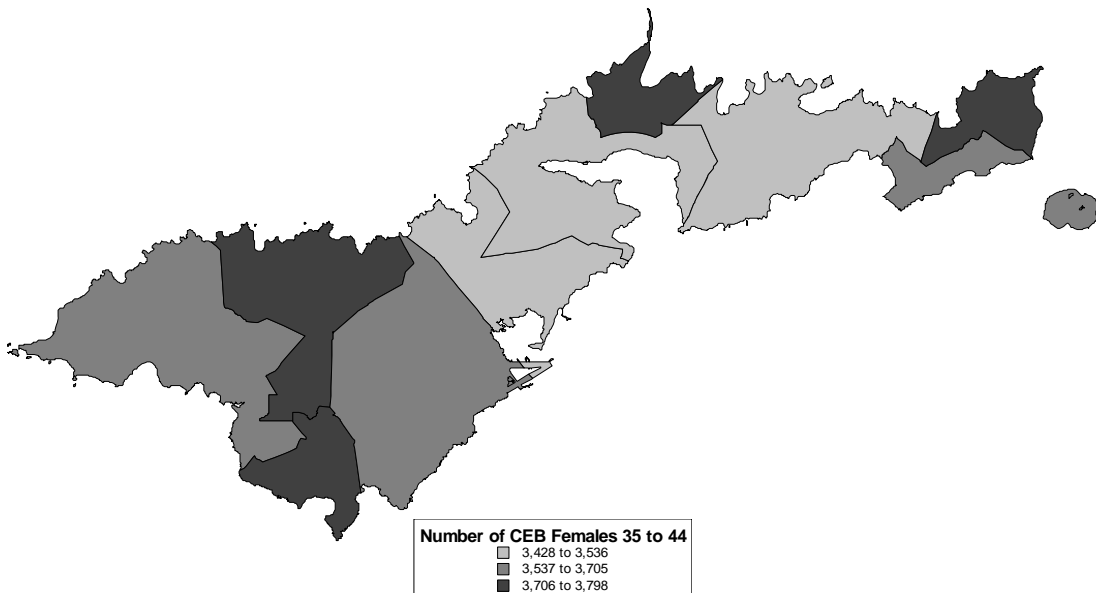 Number of CEB Females 35 to 44
3,428 to 3,536
3,537 to 3,705
3,706 to 3,798